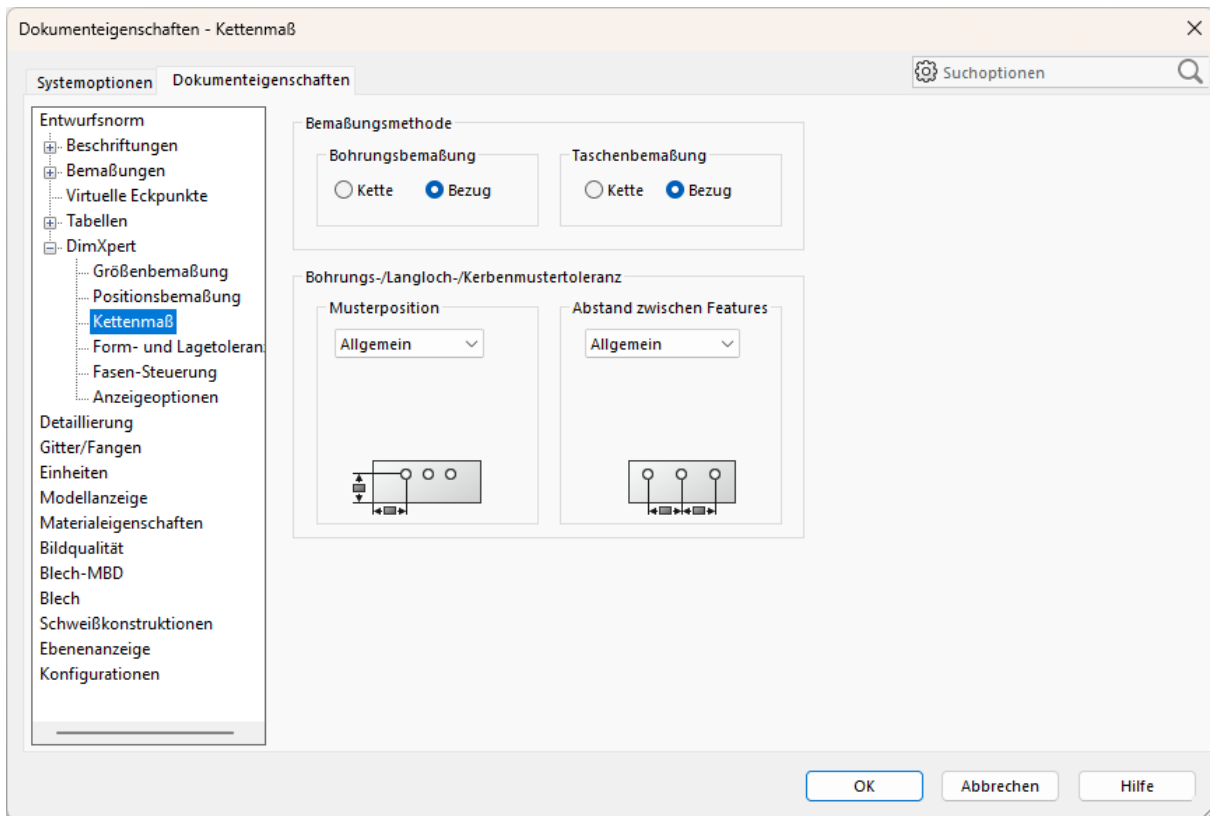 Dokumenteigenschaften - Kettenmaß
Systemoptionen
Dokumenteigenschaften
Suchoptionen
Entwurfsnorm
Beschriftungen
Bemaßungen
Virtuelle Eckpunkte
Tabellen
DimXpert
Größenbemaßung
Positionsbemaßung
Kettenmaß
Form- und Lagetoleran
Fasen-Steuerung
Anzeigeoptionen
Detaillierung
Gitter/Fangen
Einheiten
Modellanzeige
Materialeigenschaften
Bildqualität
Blech-MBD
Blech
Schweißkonstruktionen
Ebenenanzeige
Konfigurationen
Bemaßungsmethode
Bohrungsbemaßung
Kette Bezug
Taschenbemaßung
Kette Bezug
Bohrungs-/Langloch-/Kerbenmustertoleranz
Musterposition
Allgemein
Abstand zwischen Features
Allgemein
OK Abbrechen Hilfe